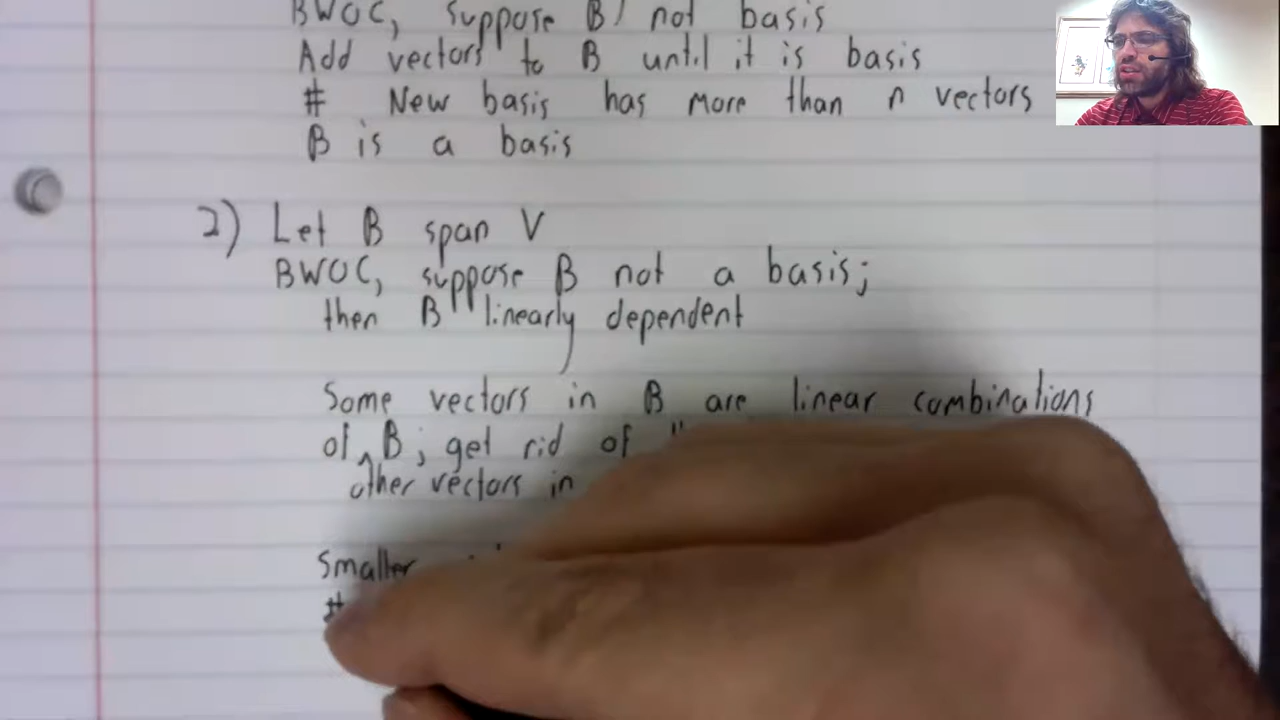 BWOC, suppose B not basis
Add vectors to B until it is basis
# New basis has more than n vectors
B is a basis
2) Let B span V
BWOC, suppose B not a basis;
then B linearly dependent
Some vectors in B are linear combinations
of ‸ B; get rid of
other vectors in
Smaller
#